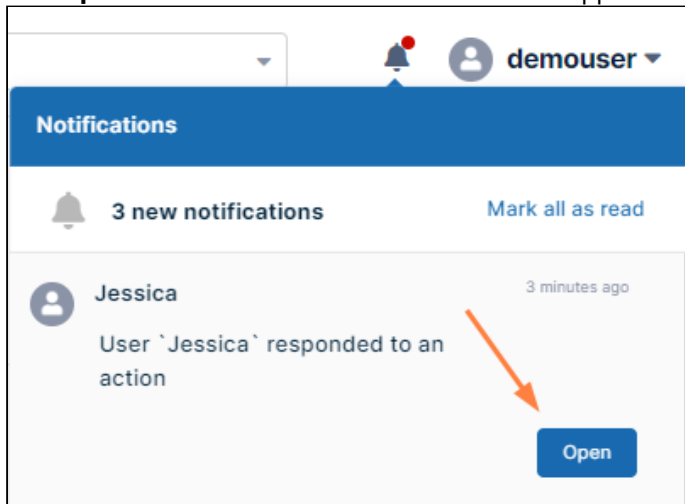 demouser
Notifications
3 new notifications
Mark all as read
Jessica
3 minutes ago
User `Jessica` responded to an
action
Open